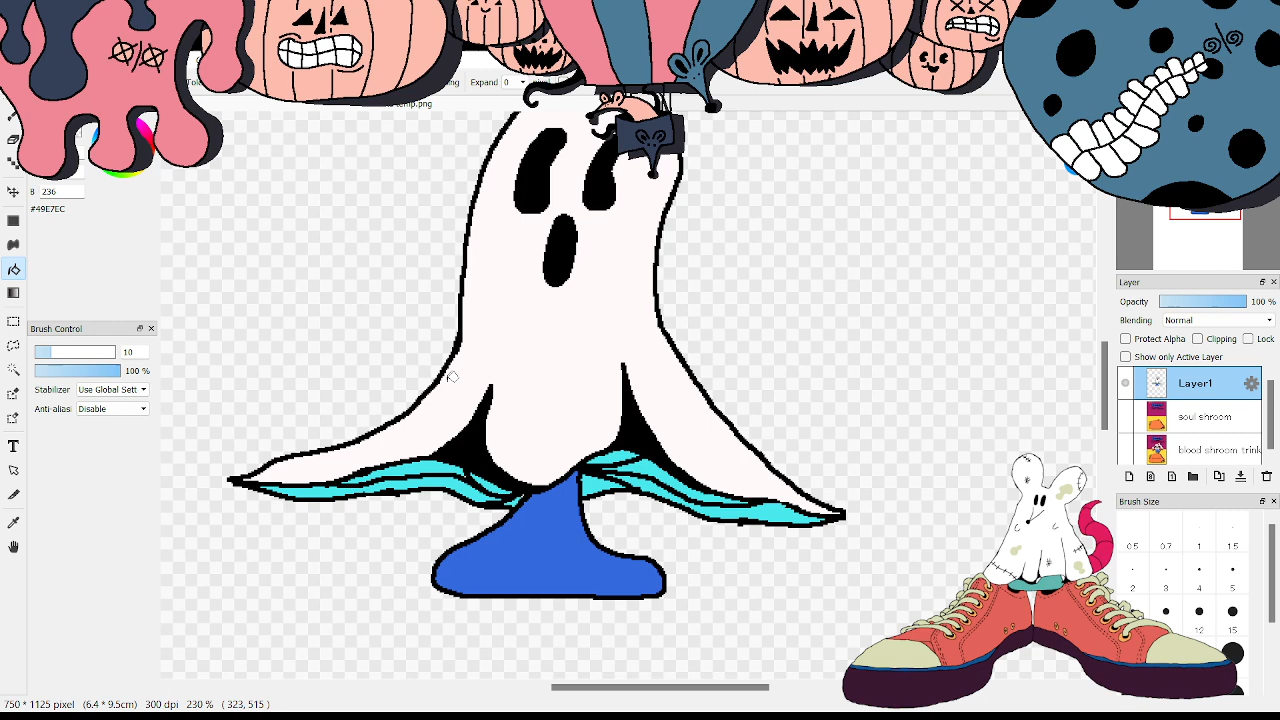 Expand 0
temp.png
B 236
#49E7EC
Brush Control
10
100 %
Stabilizer Use Global Sett
Anti-alias Disable
Layer
Opacity 100 %
Blending Normal
Protect Alpha Clipping Lock
Show only Active Layer
Layer1
soul shroom
blood shroom trink
Brush Size
0.5 0.7 1 1.5
2 3 4 5
12 15
750 * 1125 pixel (6.4 * 9.5cm) 300 dpi 230 % ( 323, 515 )